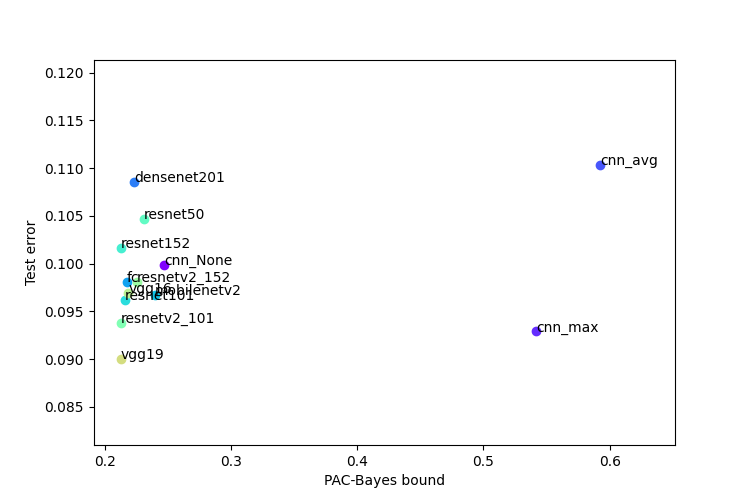 0.120
0.115
0.110
0.105
0.100
0.095
0.090
0.085
Test error
cnn_avg
densenet201
resnet50
resnet152
cnn_None
fc
resnetv2_152
vgg16
mobilenetv2
resnet101
resnetv2_101
cnn_max
vgg19
0.2 0.3 0.4 0.5 0.6
PAC-Bayes bound